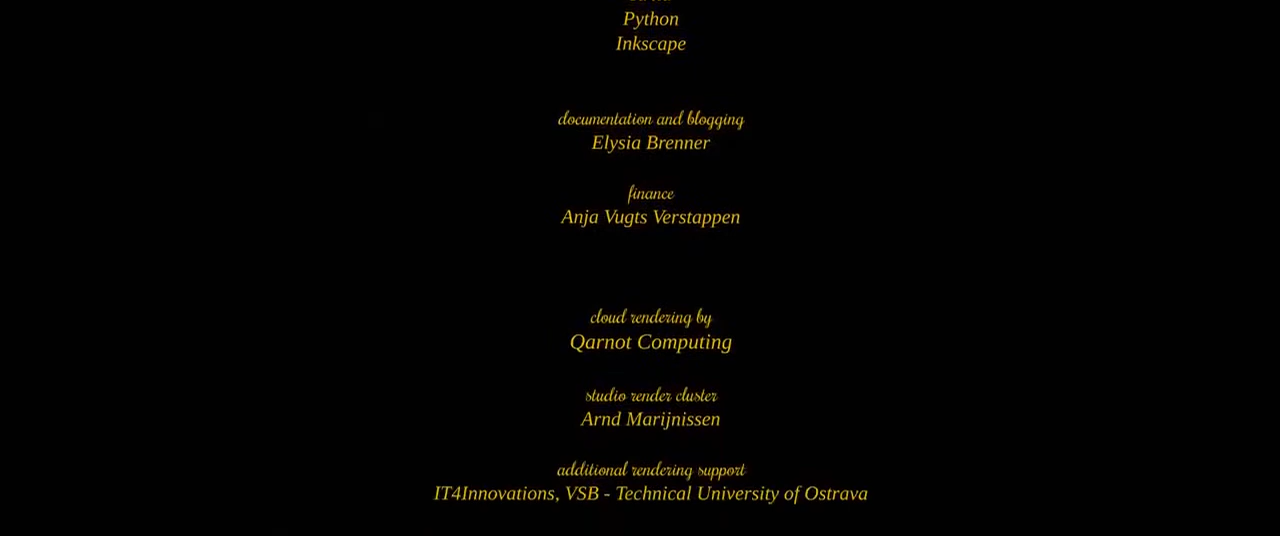 Python
Inkscape
documentation and blogging
Elysia Brenner
finance
Anja Vugts Verstappen
cloud rendering by
Qarnot Computing
studio render cluster
Arnd Marijnissen
additional rendering support
IT4Innovations, VSB - Technical University of Ostrava